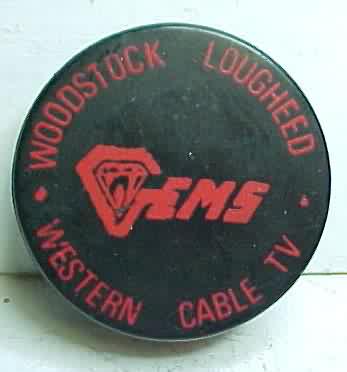 WOODSTOCK LOUGHEED
GEMS
WESTERN CABLE TV